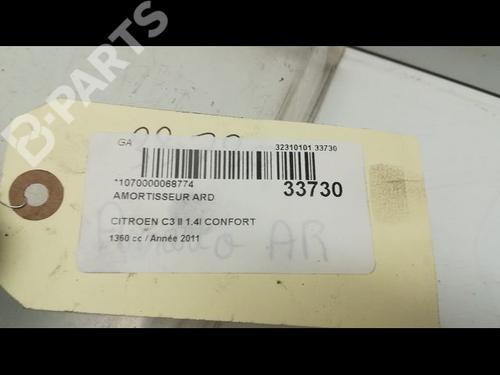 B-PARTS
GA
32310101 33730
*1070000068774
33730
AMORTISSEUR ARD
CITROEN C3 II 1.4I CONFORT
1360 cc / Année 2011
AR